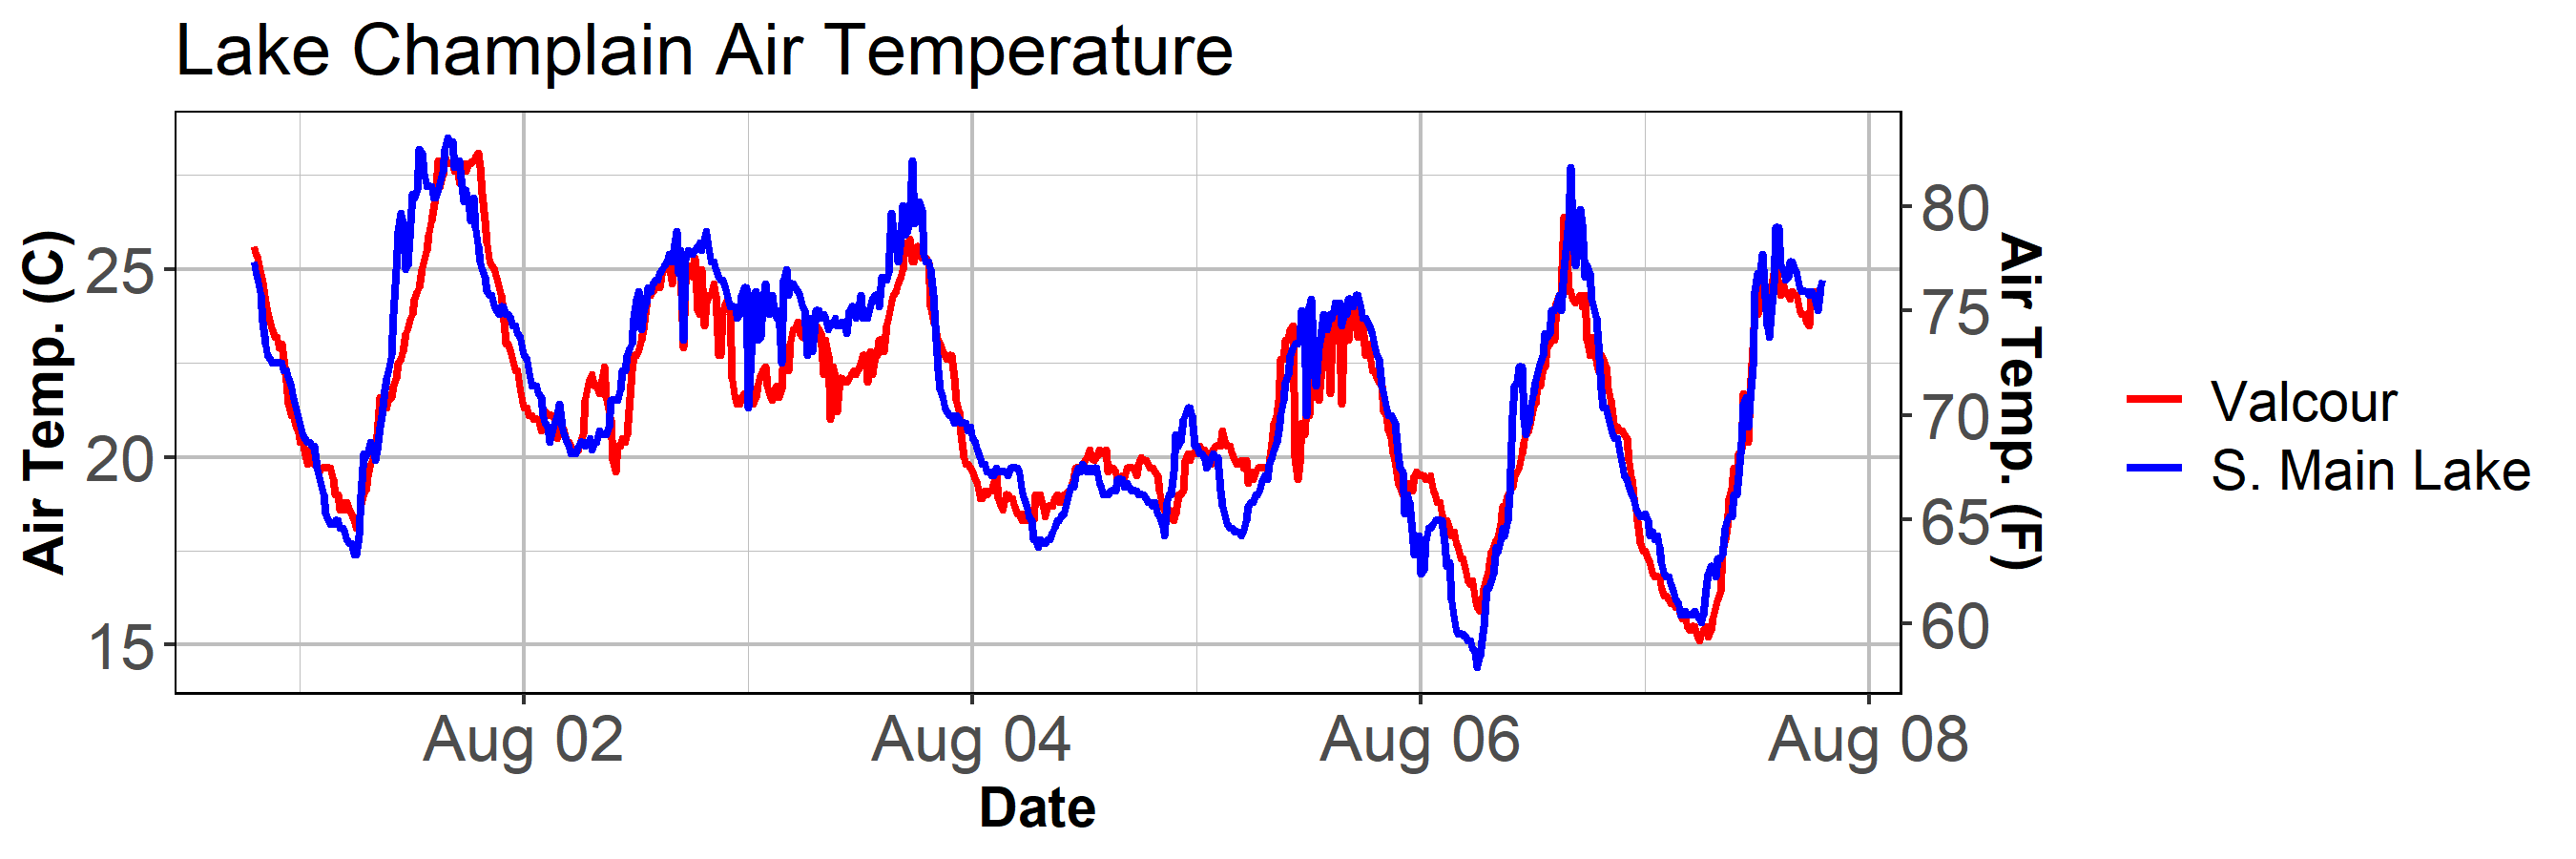 Lake Champlain Air Temperature
Air Temp. (C)
25
20
15
80
75
70
65
60
Air Temp. (F)
Aug 02
Aug 04
Aug 06
Aug 08
Date
Valcour
S. Main Lake